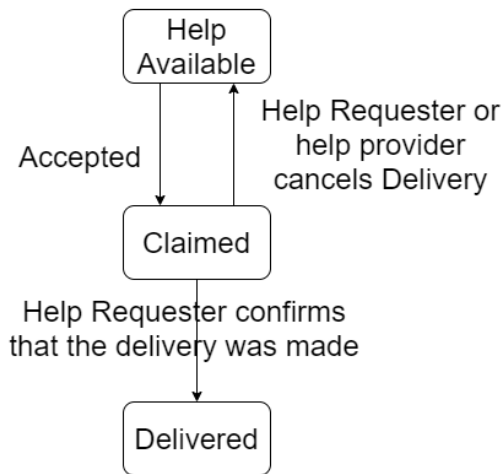 Help
Available
Accepted
Help Requester or
help provider
cancels Delivery
Claimed
Help Requester confirms
that the delivery was made
Delivered